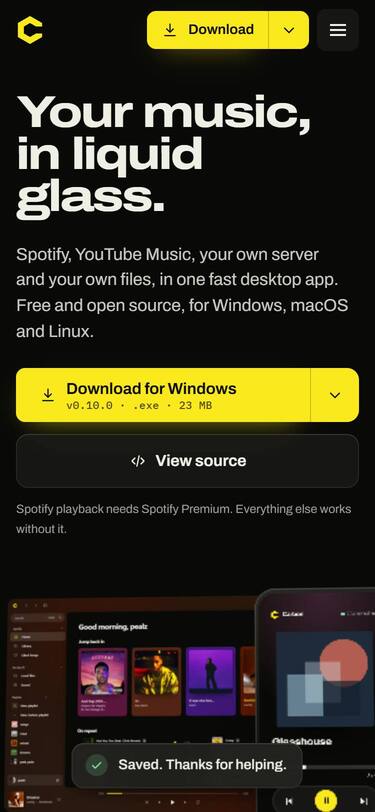 Download
Your music,
in liquid
glass.
Spotify, YouTube Music, your own server
and your own files, in one fast desktop app.
Free and open source, for Windows, macOS
and Linux.
Download for Windows
v0.10.0 · .exe · 23 MB
View source
Spotify playback needs Spotify Premium. Everything else works
without it.
Good morning, pealz
Jump back in
On repeat
Glasshouse
Saved. Thanks for helping.